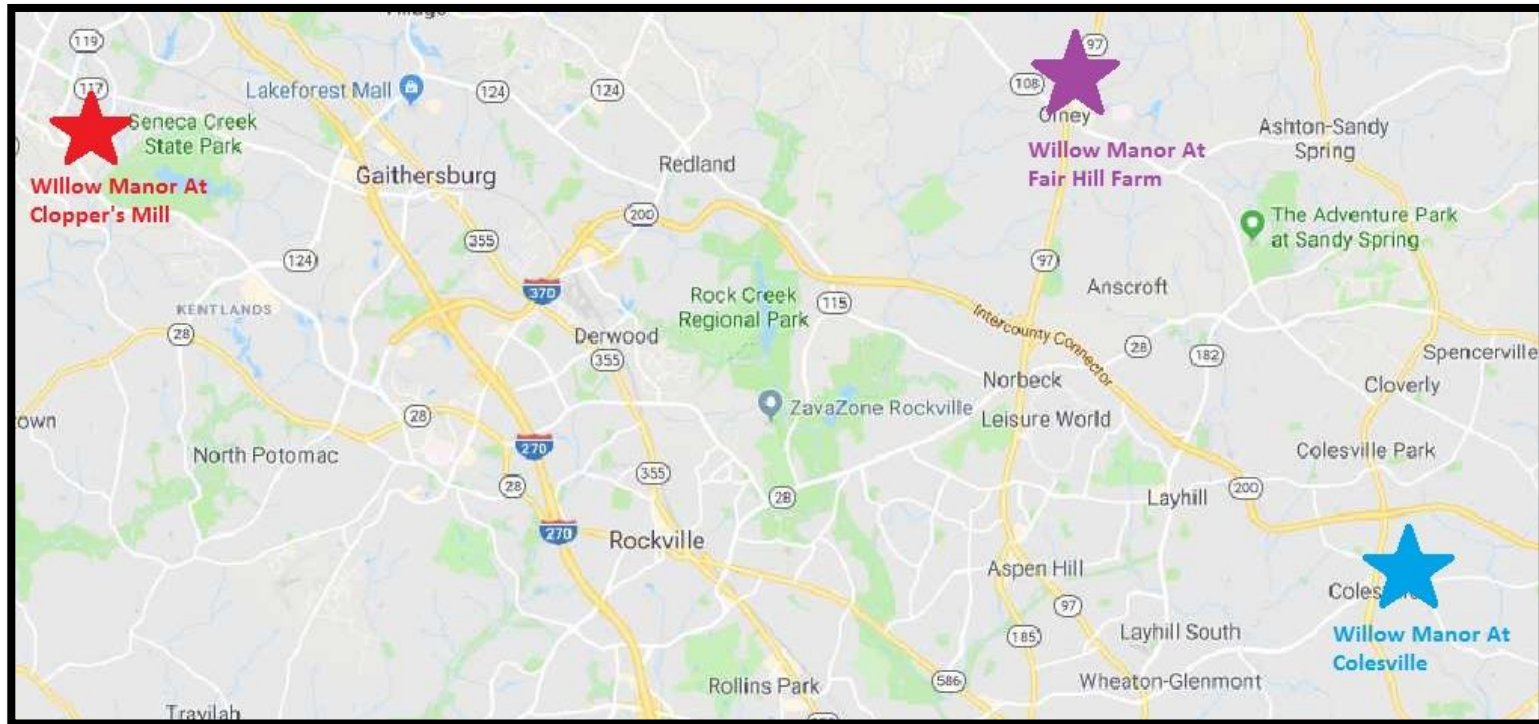 119
97
117
Lakeforest Mall
124
124
108
Olney
Seneca Creek
State Park
Ashton-Sandy
Spring
WIllow Manor At
Clopper's Mill
Gaithersburg
Redland
Willow Manor At
Fair Hill Farm
200
355
The Adventure Park
at Sandy Spring
124
97
370
Rock Creek
Regional Park
115
Anscroft
KENTLANDS
28
Derwood
355
Intercounty Connector
28
182
Spencerville
Norbeck
Cloverly
28
ZavaZone Rockville
Leisure World
own
North Potomac
270
28
355
28
Colesville Park
Layhill
200
270
Rockville
Aspen Hill
97
185
Layhill South
Willow Manor At
Colesville
Rollins Park
586
Wheaton-Glenmont
Travilah